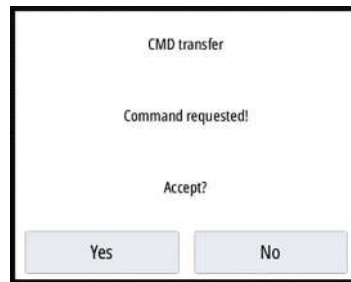 CMD transfer
Command requested!
Accept?
Yes No